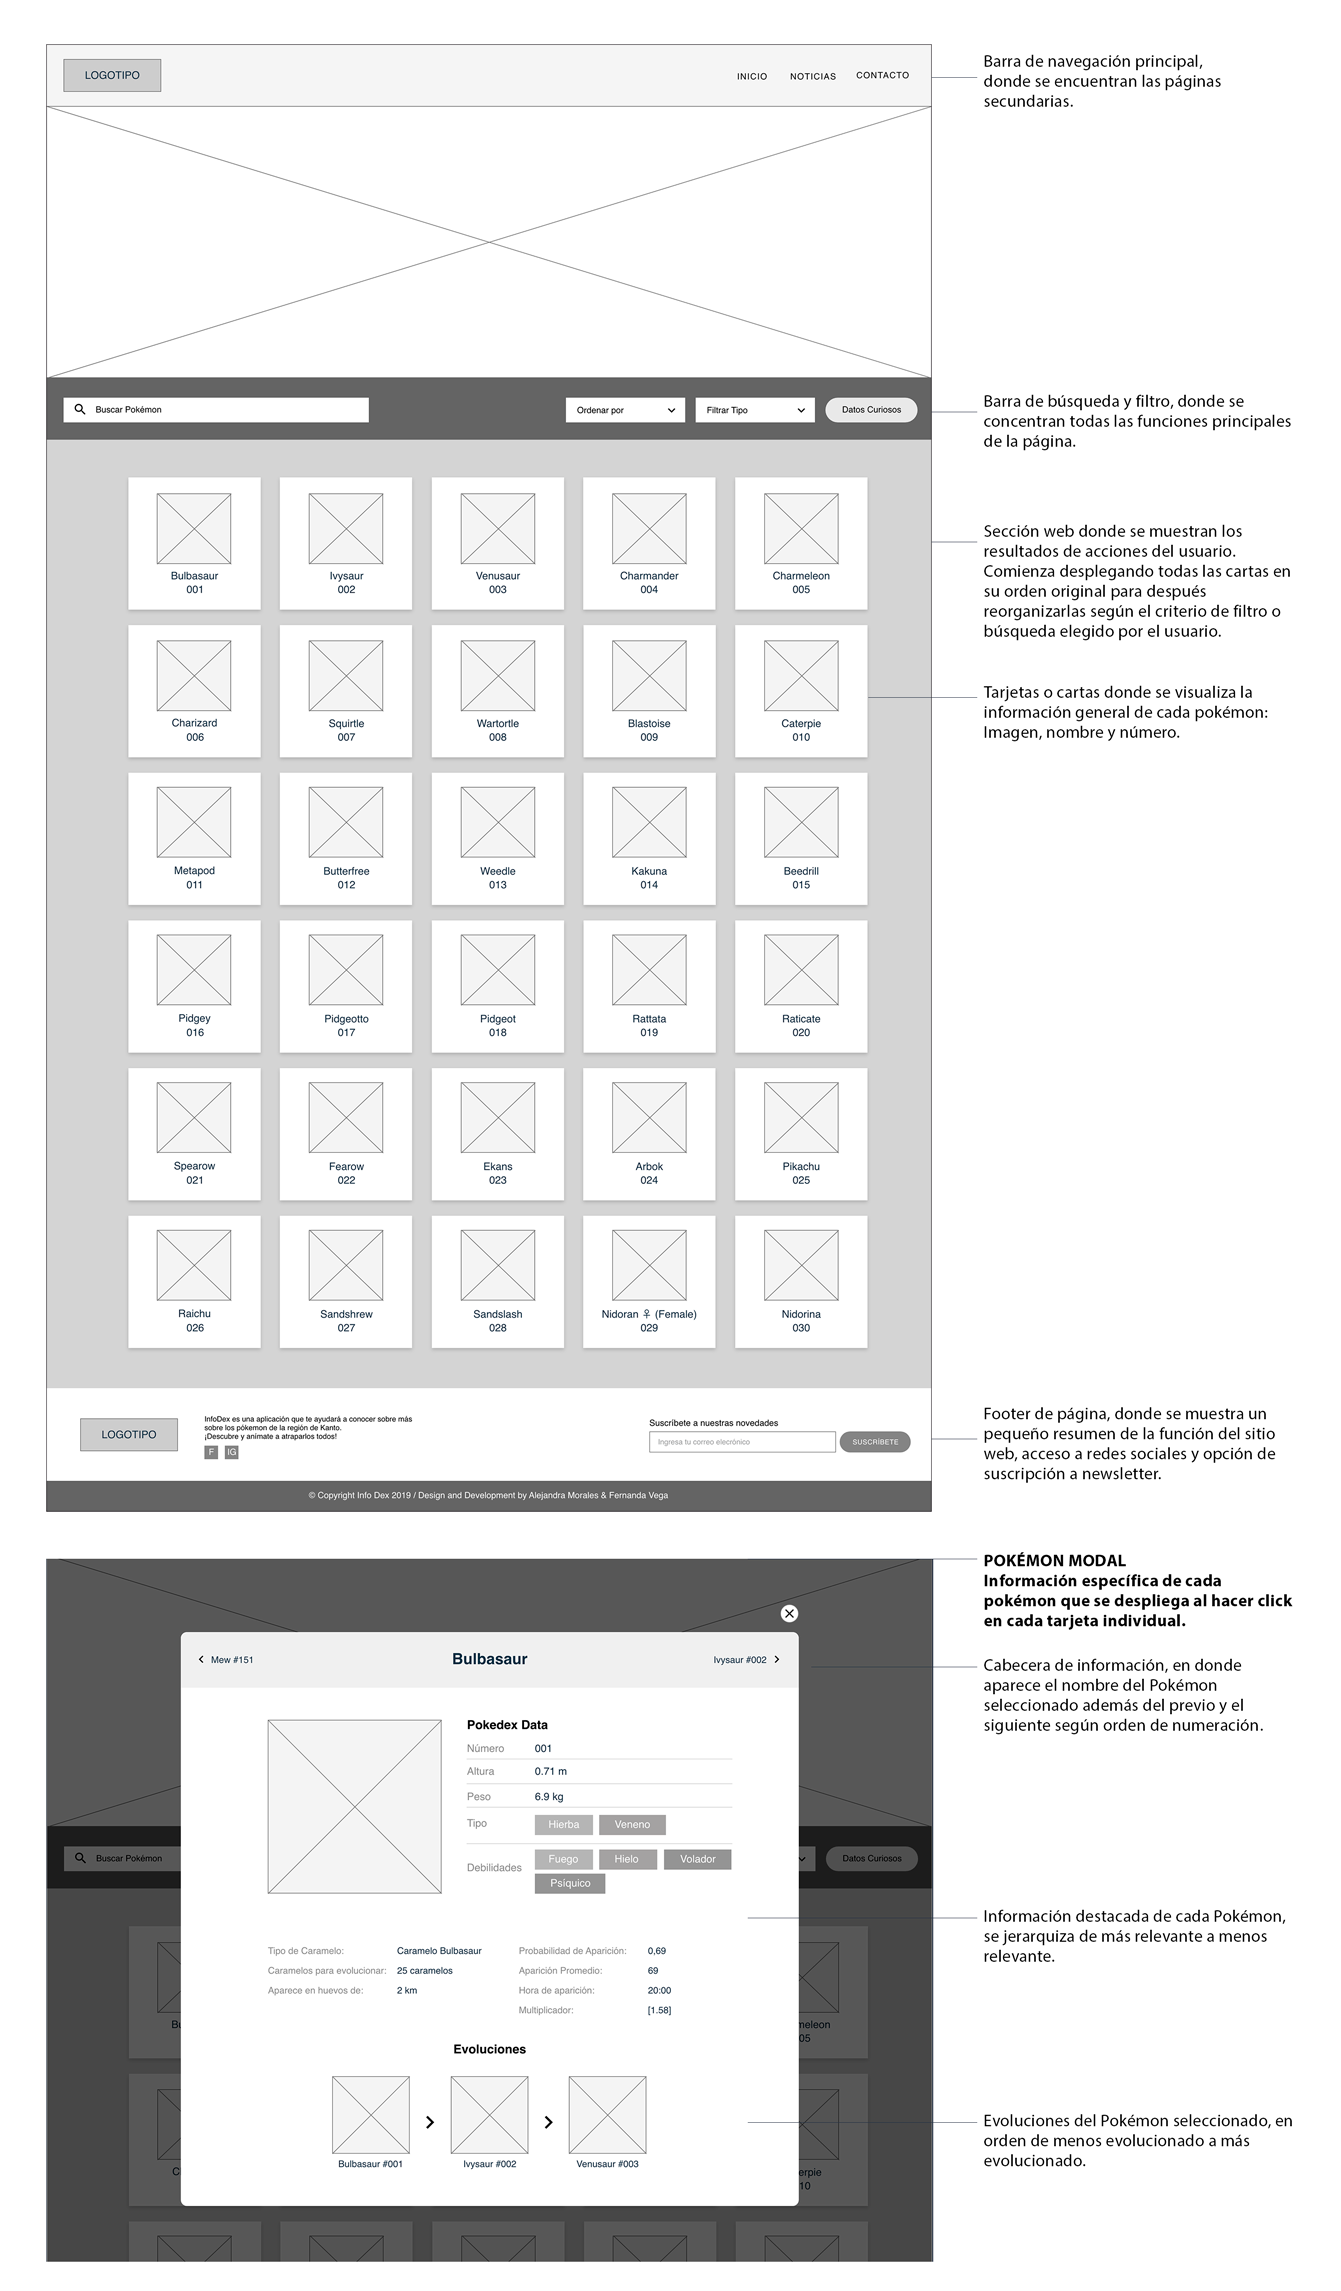 LOGOTIPO
INICIO NOTICIAS CONTACTO
Barra de navegación principal,
donde se encuentran las páginas
secundarias.
Buscar Pokémon
Ordenar por
Filtrar Tipo
Datos Curiosos
Barra de búsqueda y filtro, donde se
concentran todas las funciones principales
de la página.
Bulbasaur
001
Ivysaur
002
Venusaur
003
Charmander
004
Charmeleon
005
Sección web donde se muestran los
resultados de acciones del usuario.
Comienza desplegando todas las cartas en
su orden original para después
reorganizarlas según el criterio de filtro o
búsqueda elegido por el usuario.
Charizard
006
Squirtle
007
Wartortle
008
Blastoise
009
Caterpie
010
Tarjetas o cartas donde se visualiza la
información general de cada pokémon:
Imagen, nombre y número.
Metapod
011
Butterfree
012
Weedle
013
Kakuna
014
Beedrill
015
Pidgey
016
Pidgeotto
017
Pidgeot
018
Rattata
019
Raticate
020
Spearow
021
Fearow
022
Ekans
023
Arbok
024
Pikachu
025
Raichu
026
Sandshrew
027
Sandslash
028
Nidoran ♀ (Female)
029
Nidorina
030
LOGOTIPO
InfoDex es una aplicación que te ayudará a conocer sobre más
sobre los pókemon de la región de Kanto.
¡Descubre y anímate a atraparlos todos!
F IG
Suscríbete a nuestras novedades
Ingresa tu correo elecrónico
SUSCRÍBETE
Footer de página, donde se muestra un
pequeño resumen de la función del sitio
web, acceso a redes sociales y opción de
suscripción a newsletter.
© Copyright Info Dex 2019 / Design and Development by Alejandra Morales & Fernanda Vega
POKÉMON MODAL
Información específica de cada
pokémon que se despliega al hacer click
en cada tarjeta individual.
Mew #151
Bulbasaur
Ivysaur #002
Cabecera de información, en donde
aparece el nombre del Pokémon
seleccionado además del previo y el
siguiente según orden de numeración.
Pokedex Data
Número 001
Altura 0.71 m
Peso 6.9 kg
Tipo Hierba Veneno
Debilidades Fuego Hielo Volador
Psíquico
Buscar Pokémon
Datos Curiosos
Información destacada de cada Pokémon,
se jerarquiza de más relevante a menos
relevante.
Tipo de Caramelo: Caramelo Bulbasaur
Caramelos para evolucionar: 25 caramelos
Aparece en huevos de: 2 km
Probabilidad de Aparición: 0,69
Aparición Promedio: 69
Hora de aparición: 20:00
Multiplicador: [1.58]
Bu
meleon
05
Evoluciones
Bulbasaur #001
Ivysaur #002
Venusaur #003
C
erpie
10
Evoluciones del Pokémon seleccionado, en
orden de menos evolucionado a más
evolucionado.